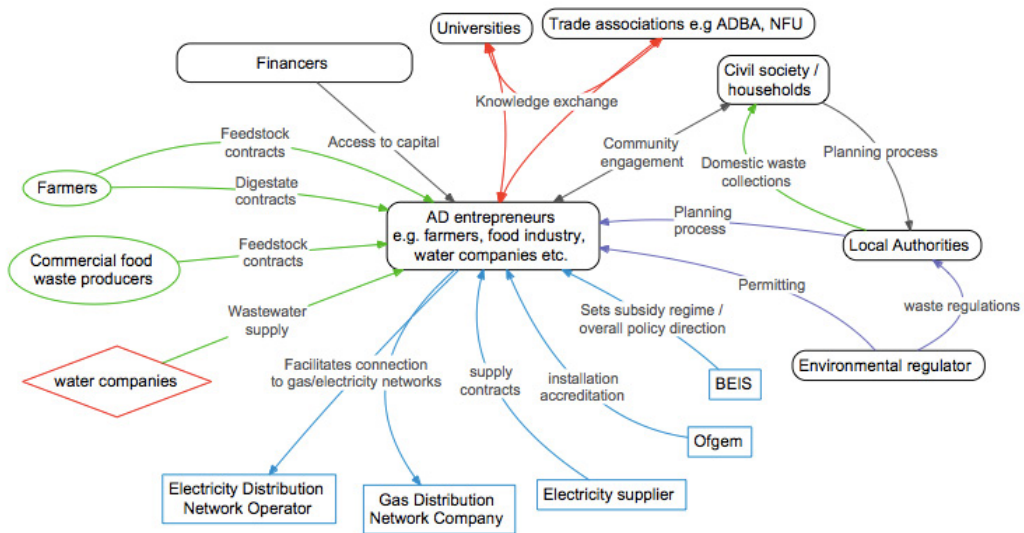 Universities
Trade associations e.g ADBA, NFU
Financers
Civil society /
households
Knowledge exchange
Feedstock
contracts
Access to capital
Community
engagement
Domestic waste
collections
Planning process
Farmers
Digestate
contracts
AD entrepreneurs
e.g. farmers, food industry,
water companies etc.
Planning
process
Local Authorities
Commercial food
waste producers
Feedstock
contracts
Permitting
waste regulations
Wastewater
supply
Sets subsidy regime /
overall policy direction
Environmental regulator
water companies
Facilitates connection
to gas/electricity networks
supply
contracts
installation
accreditation
BEIS
Ofgem
Electricity Distribution
Network Operator
Gas Distribution
Network Company
Electricity supplier